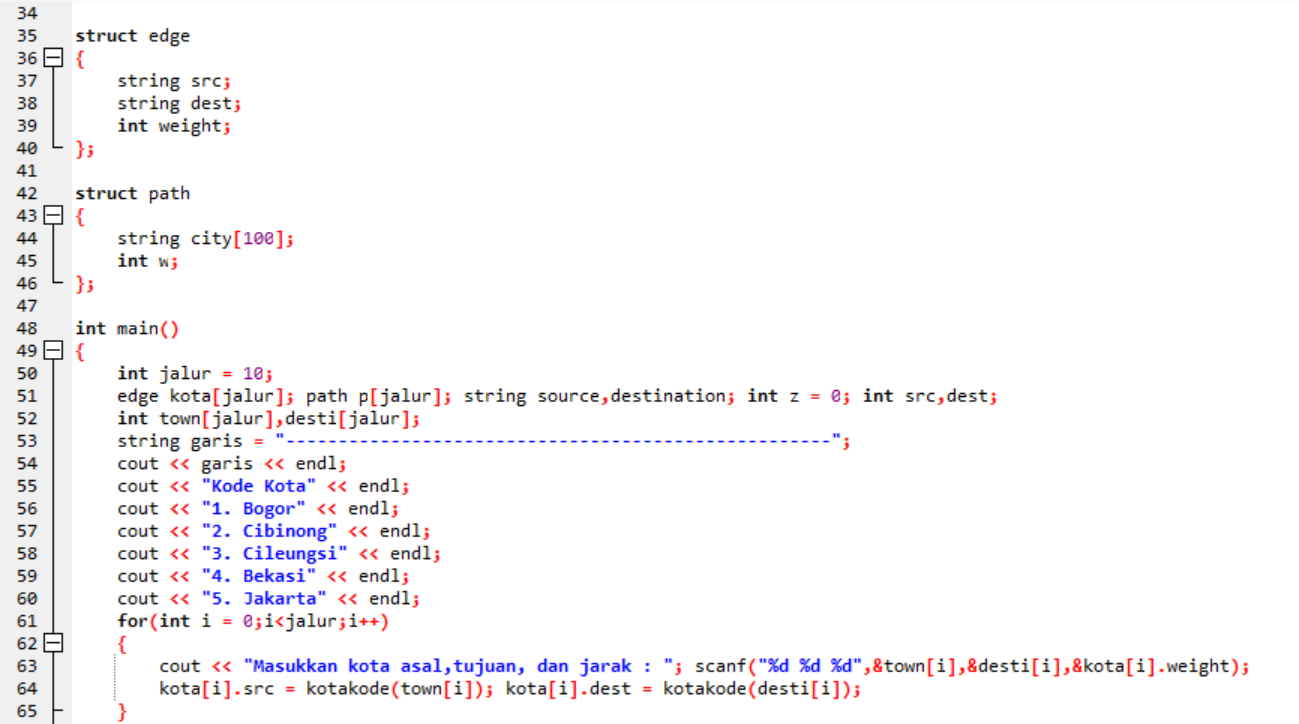 34
35 struct edge
36 {
37     string src;
38     string dest;
39     int weight;
40 };
41
42 struct path
43 {
44     string city[100];
45     int w;
46 };
47
48 int main()
49 {
50     int jalur = 10;
51     edge kota[jalur]; path p[jalur]; string source,destination; int z = 0; int src,dest;
52     int town[jalur],desti[jalur];
53     string garis = "----------------------------------------------------";
54     cout << garis << endl;
55     cout << "Kode Kota" << endl;
56     cout << "1. Bogor" << endl;
57     cout << "2. Cibinong" << endl;
58     cout << "3. Cileungsi" << endl;
59     cout << "4. Bekasi" << endl;
60     cout << "5. Jakarta" << endl;
61     for(int i = 0;i<jalur;i++)
62     {
63         cout << "Masukkan kota asal,tujuan, dan jarak : "; scanf("%d %d %d",&town[i],&desti[i],&kota[i].weight);
64         kota[i].src = kotakode(town[i]); kota[i].dest = kotakode(desti[i]);
65     }